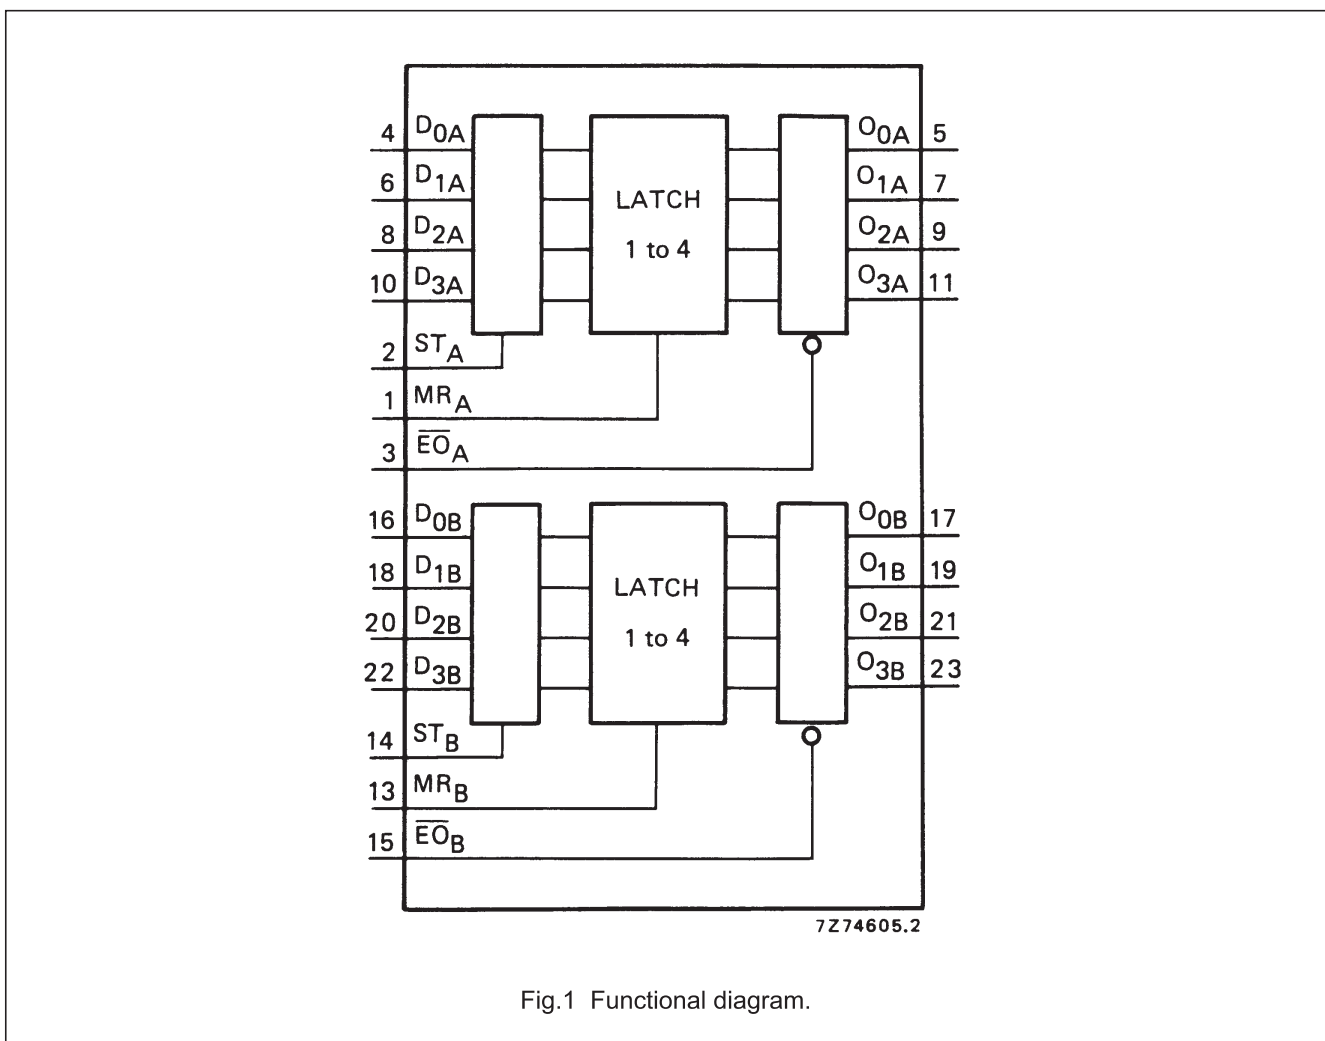 4 D0A O0A 5
6 D1A O1A 7
LATCH
8 D2A O2A 9
1 to 4
10 D3A O3A 11
2 STA
1 MRA
3 E̅O̅A
16 D0B O0B 17
18 D1B O1B 19
LATCH
20 D2B O2B 21
1 to 4
22 D3B O3B 23
14 STB
13 MRB
15 E̅O̅B
7Z74605.2
Fig.1 Functional diagram.